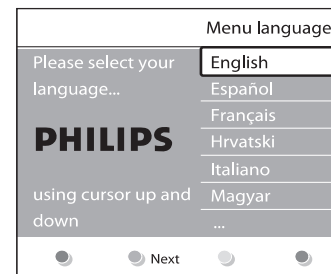 Menu language
Please select your
language...
PHILIPS
using cursor up and
down
English
Español
Français
Hrvatski
Italiano
Magyar
...
Next